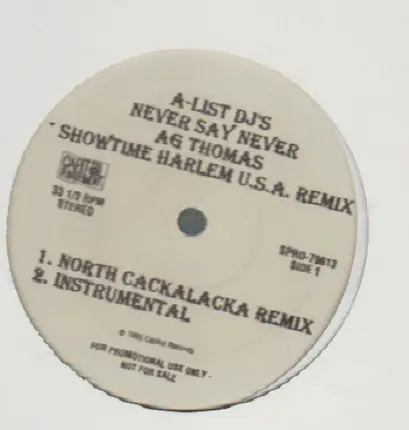 A-LIST DJ'S
NEVER SAY NEVER
AG THOMAS
SHOWTIME HARLEM U.S.A. REMIX
33 1/3 RPM
STEREO
SPRO-79613
SIDE 1
1. NORTH CACKALACKA REMIX
2. INSTRUMENTAL
Records
FOR PROMOTIONAL USE ONLY -
NOT FOR SALE